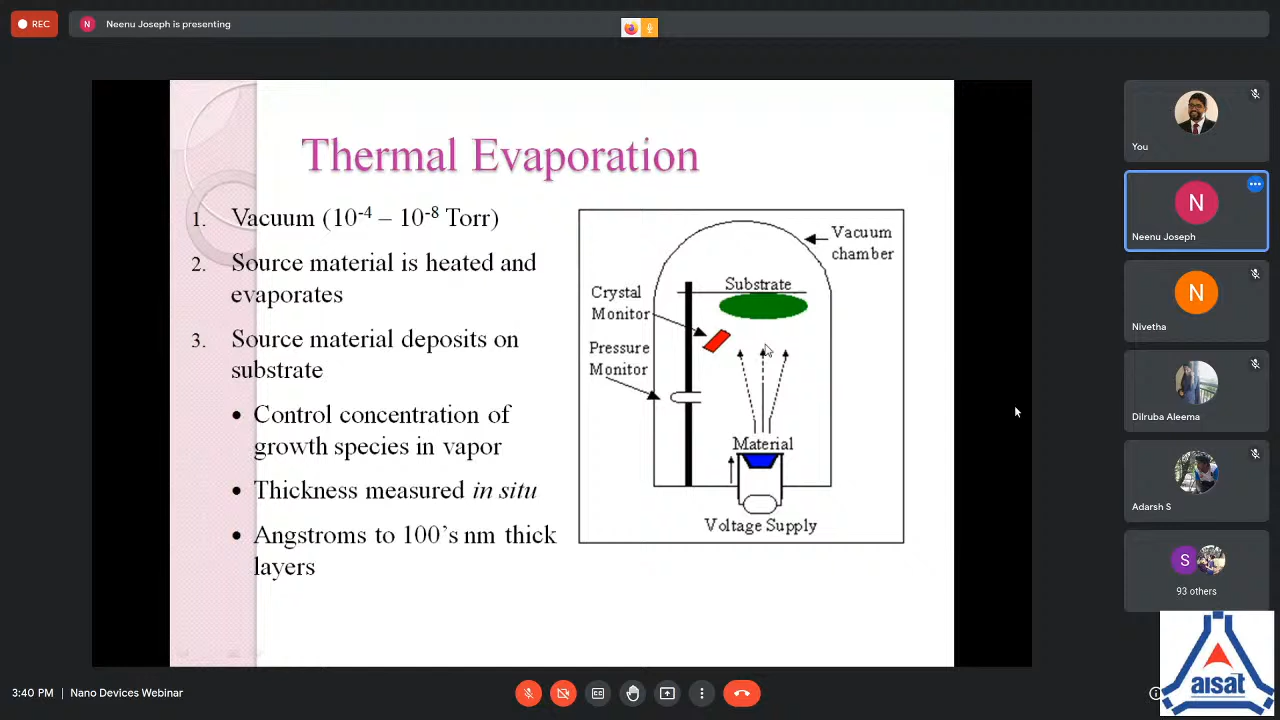 REC
N
Neenu Joseph is presenting
Thermal Evaporation
1. Vacuum (10⁻⁴ – 10⁻⁸ Torr)
2. Source material is heated and
evaporates
3. Source material deposits on
substrate
• Control concentration of
growth species in vapor
• Thickness measured in situ
• Angstroms to 100’s nm thick
layers
Vacuum
chamber
Substrate
Crystal
Monitor
Pressure
Monitor
Material
Voltage Supply
You
N
Neenu Joseph
N
Nivetha
Dilruba Aleema
Adarsh S
S
93 others
aisat
3:40 PM | Nano Devices Webinar